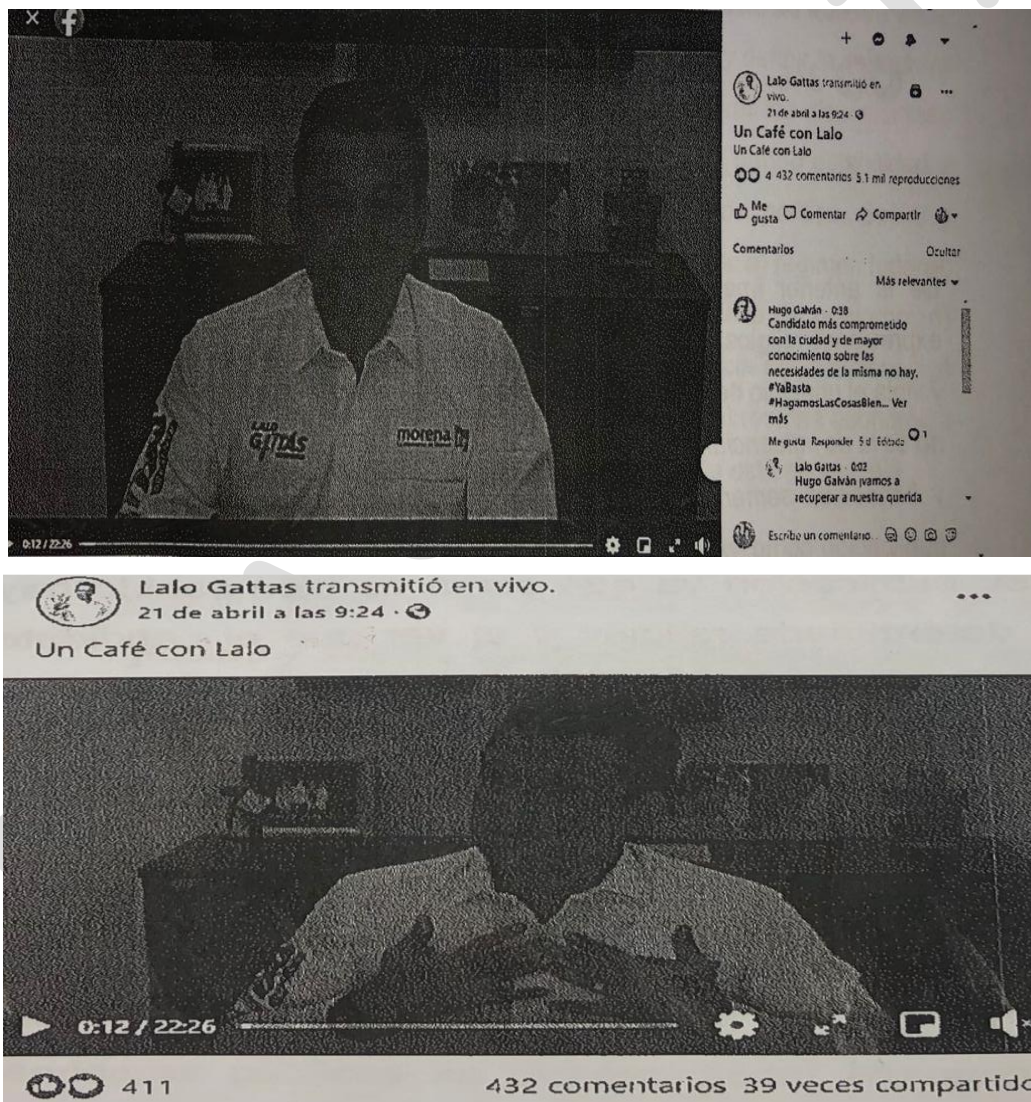 Lalo Gattas transmitió en
vivo.
21 de abril a las 9:24
Un Café con Lalo
Un Café con Lalo
4 432 comentarios 5.1 mil reproducciones
Me gusta Comentar Compartir
Comentarios Ocultar
Más relevantes
Hugo Galván · 0:38
Candidato más comprometido
con la ciudad y de mayor
conocimiento sobre las
necesidades de la misma no hay.
#YaBasta
#HagamosLasCosasBien... Ver
más
Me gusta Responder 5 d Editado 1
Lalo Gattas · 0:02
Hugo Galván ¡vamos a
recuperar a nuestra querida
Escribe un comentario...
LALO
GATTÁS
morena
0:12 / 22:26
Lalo Gattas transmitió en vivo.
21 de abril a las 9:24
Un Café con Lalo
0:12 / 22:26
411 432 comentarios 39 veces compartido